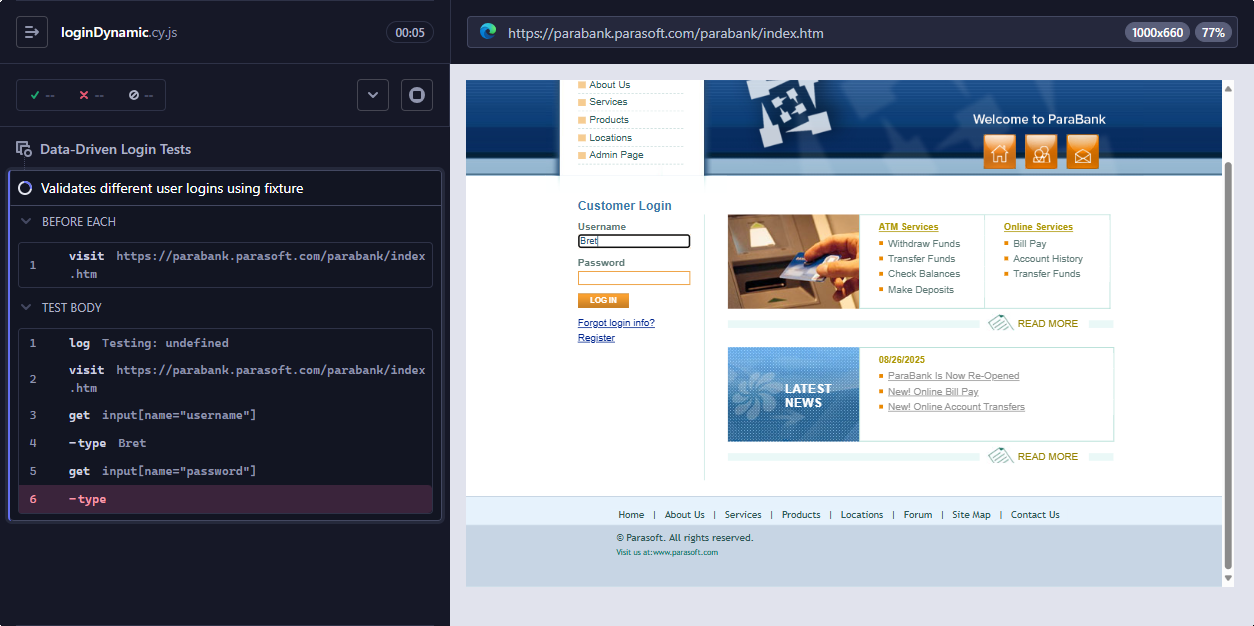 loginDynamic.cy.js
00:05
--
--
--
Data-Driven Login Tests
Validates different user logins using fixture
BEFORE EACH
1 visit https://parabank.parasoft.com/parabank/index
.htm
TEST BODY
1 log Testing: undefined
2 visit https://parabank.parasoft.com/parabank/index
.htm
3 get input[name="username"]
4 -type Bret
5 get input[name="password"]
6 -type
https://parabank.parasoft.com/parabank/index.htm
1000x660
77%
About Us
Services
Products
Locations
Admin Page
Welcome to ParaBank
Customer Login
Username
Bret
Password
LOG IN
Forgot login info?
Register
ATM Services
Withdraw Funds
Transfer Funds
Check Balances
Make Deposits
Online Services
Bill Pay
Account History
Transfer Funds
READ MORE
LATEST
NEWS
08/26/2025
ParaBank Is Now Re-Opened
New! Online Bill Pay
New! Online Account Transfers
READ MORE
Home | About Us | Services | Products | Locations | Forum | Site Map | Contact Us
© Parasoft. All rights reserved.
Visit us at:www.parasoft.com